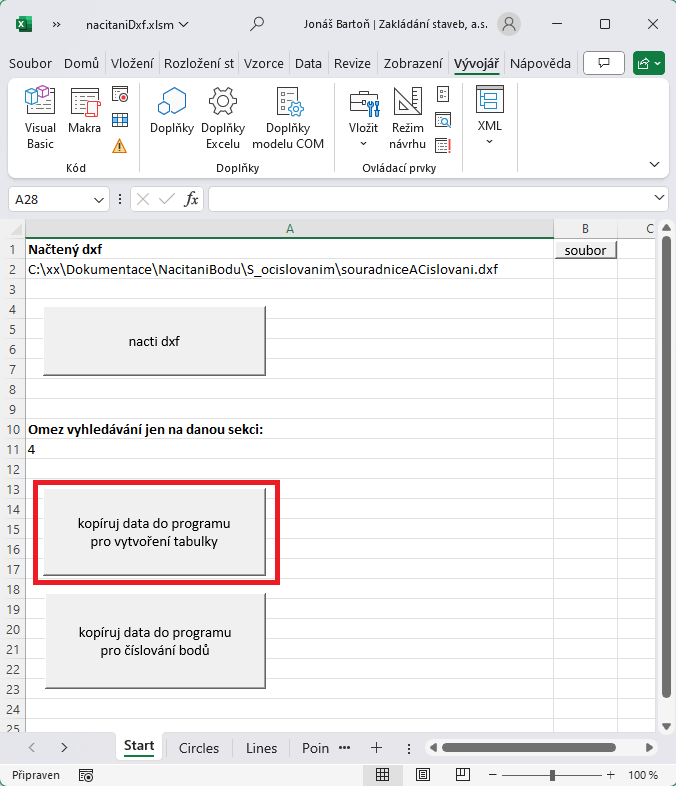 » nacitaniDxf.xlsm Jonáš Bartoň | Zakládání staveb, a.s.
Soubor Domů Vložení Rozložení st Vzorce Data Revize Zobrazení Vývojář Nápověda
Visual Basic
Makra
Kód
Doplňky
Doplňky Excelu
Doplňky modelu COM
Doplňky
Vložit
Režim návrhu
Ovládací prvky
XML
A28 fx
A B C
1 Načtený dxf soubor
2 C:\xx\Dokumentace\NacitaniBodu\S_ocislovanim\souradniceACislovani.dxf
3
4
5
nacti dxf
6
7
8
9
10 Omez vyhledávání jen na danou sekci:
11 4
12
13
14
kopíruj data do programu
15
pro vytvoření tabulky
16
17
18
19
20
kopíruj data do programu
21
pro číslování bodů
22
23
24
25
Start Circles Lines Poin ••• +
Připraven 100 %